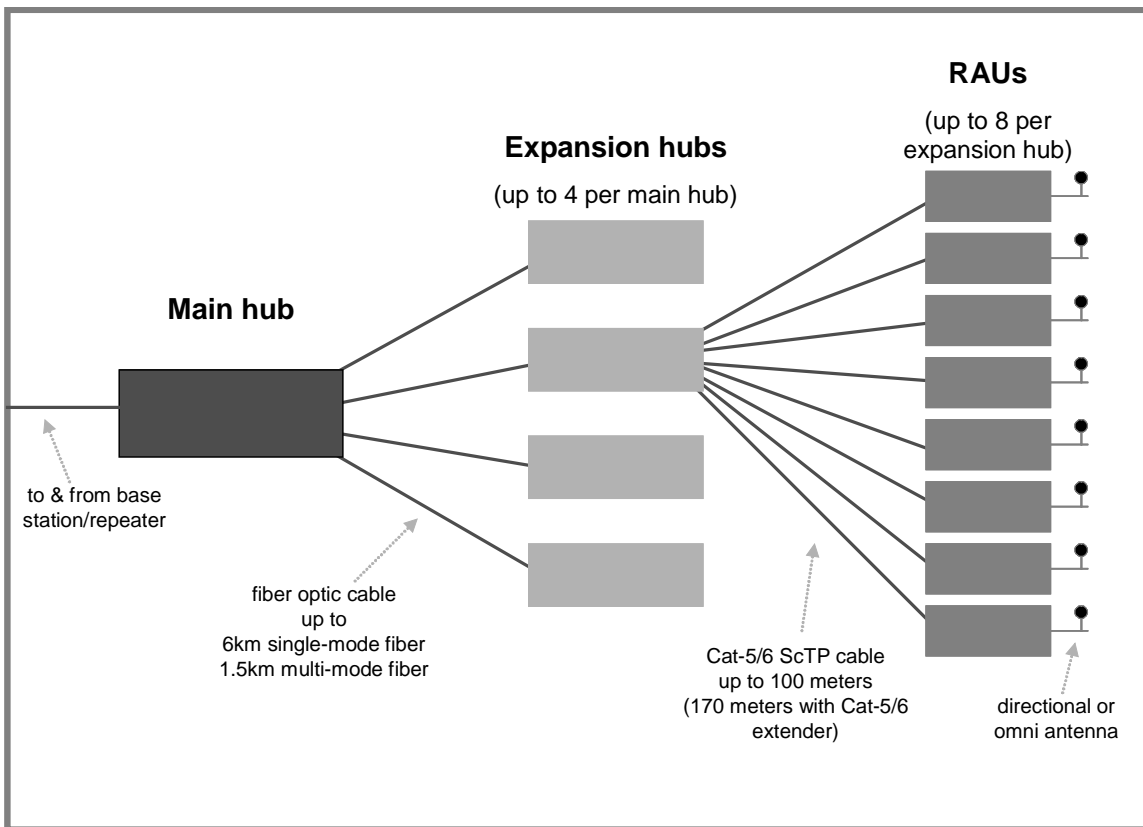 RAUs
(up to 8 per
expansion hub)
Expansion hubs
(up to 4 per main hub)
Main hub
to & from base
station/repeater
fiber optic cable
up to
6km single-mode fiber
1.5km multi-mode fiber
Cat-5/6 ScTP cable
up to 100 meters
(170 meters with Cat-5/6
extender)
directional or
omni antenna